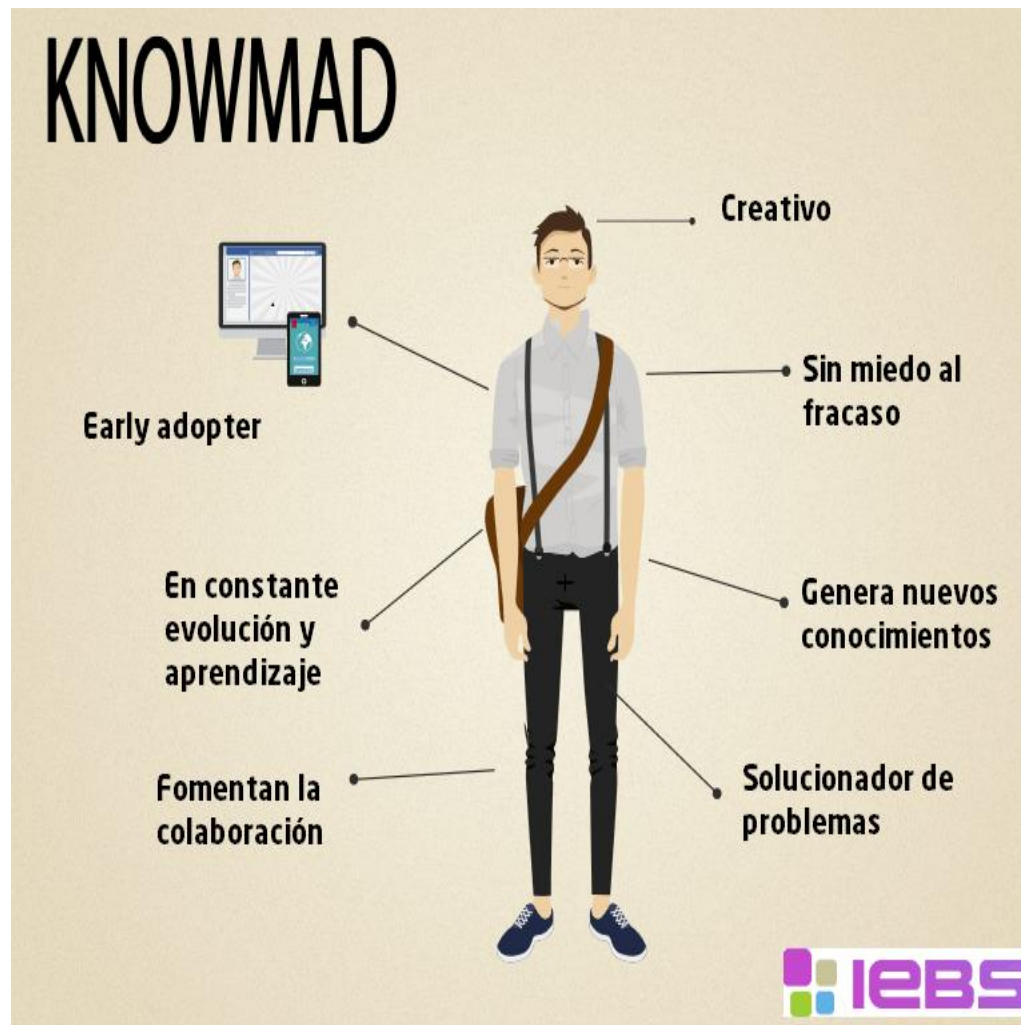 KNOWMAD
Creativo
Early adopter
Sin miedo al
fracaso
En constante
evolución y
aprendizaje
Genera nuevos
conocimientos
Fomentan la
colaboración
Solucionador de
problemas
IEBS